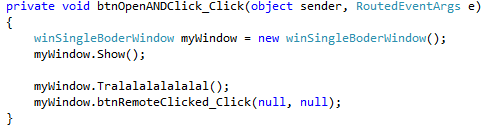 private void btnOpenANDClick_Click(object sender, RoutedEventArgs e)
{
winSingleBoderWindow myWindow = new winSingleBoderWindow();
myWindow.Show();
myWindow.Tralalalalalalal();
myWindow.btnRemoteClicked_Click(null, null);
}